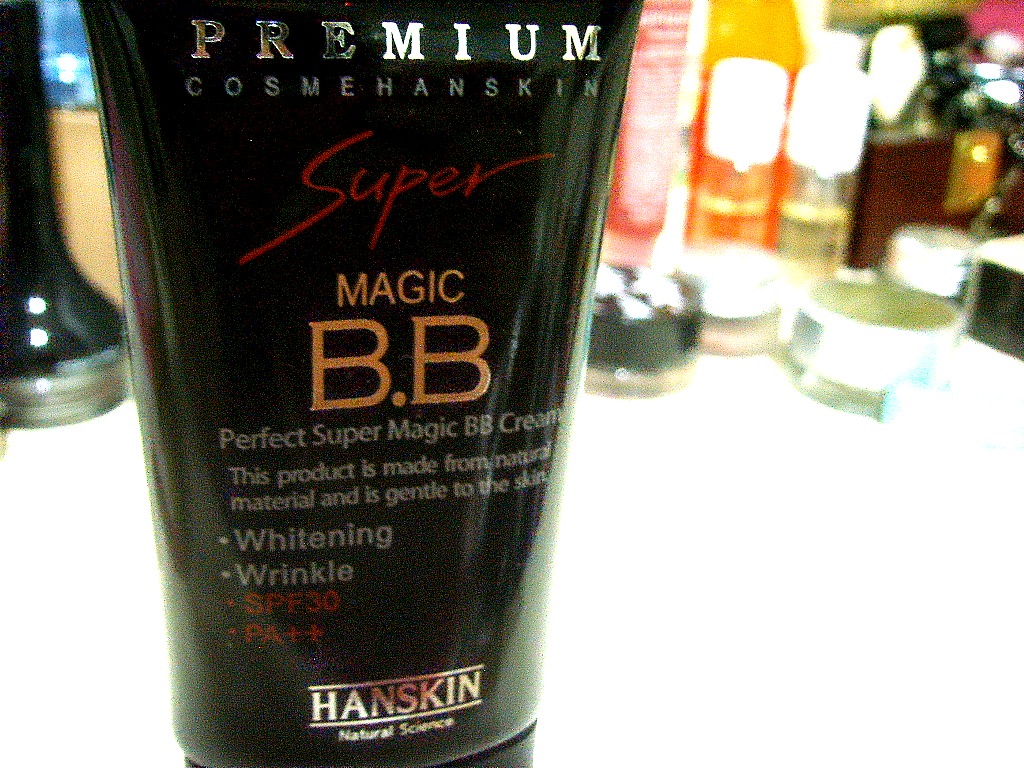 PREMIUM
COSMEHANSKIN
Super
MAGIC
B.B
Perfect Super Magic BB Cream
This product is made from natural
material and is gentle to the skin.
• Whitening
• Wrinkle
• SPF30
• PA++
HANSKIN
Natural Science